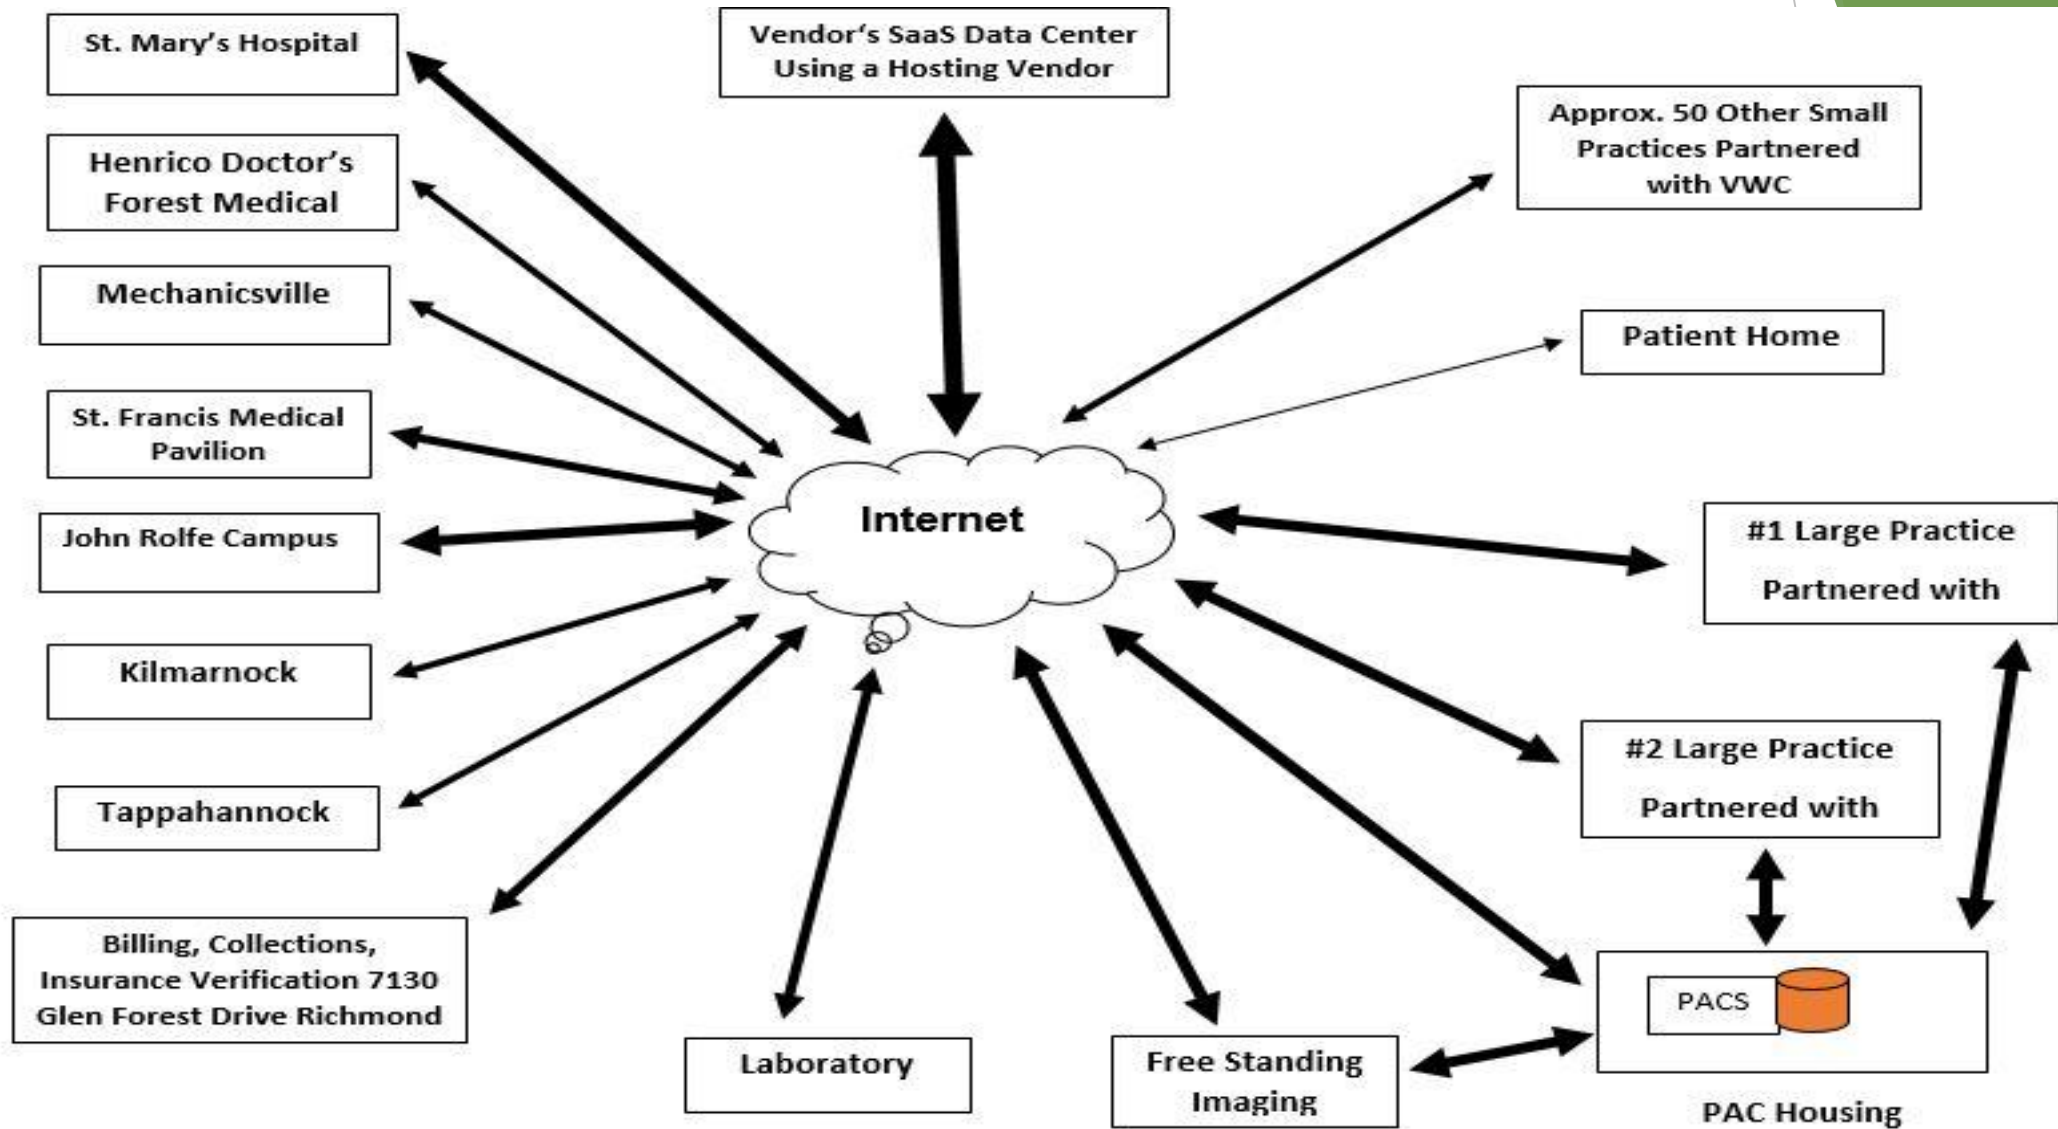 St. Mary’s Hospital
Vendor‘s SaaS Data Center
Using a Hosting Vendor
Approx. 50 Other Small
Practices Partnered
with VWC
Henrico Doctor’s
Forest Medical
Mechanicsville
Patient Home
St. Francis Medical
Pavilion
Internet
John Rolfe Campus
#1 Large Practice
Partnered with
Kilmarnock
#2 Large Practice
Partnered with
Tappahannock
Billing, Collections,
Insurance Verification 7130
Glen Forest Drive Richmond
Laboratory
Free Standing
Imaging
PACS
PAC Housing